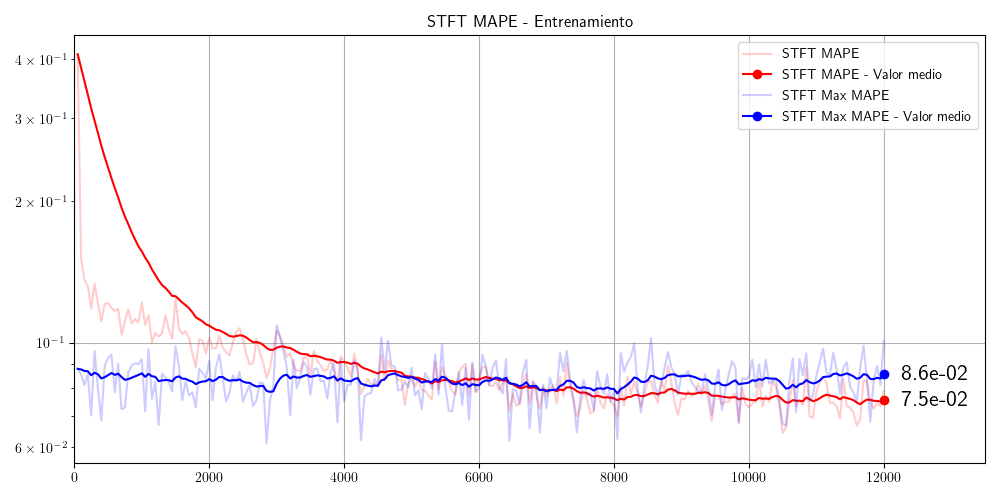 STFT MAPE - Entrenamiento
STFT MAPE
STFT MAPE - Valor medio
STFT Max MAPE
STFT Max MAPE - Valor medio
4 × 10⁻¹
3 × 10⁻¹
2 × 10⁻¹
10⁻¹
6 × 10⁻²
8.6e-02
7.5e-02
0 2000 4000 6000 8000 10000 12000